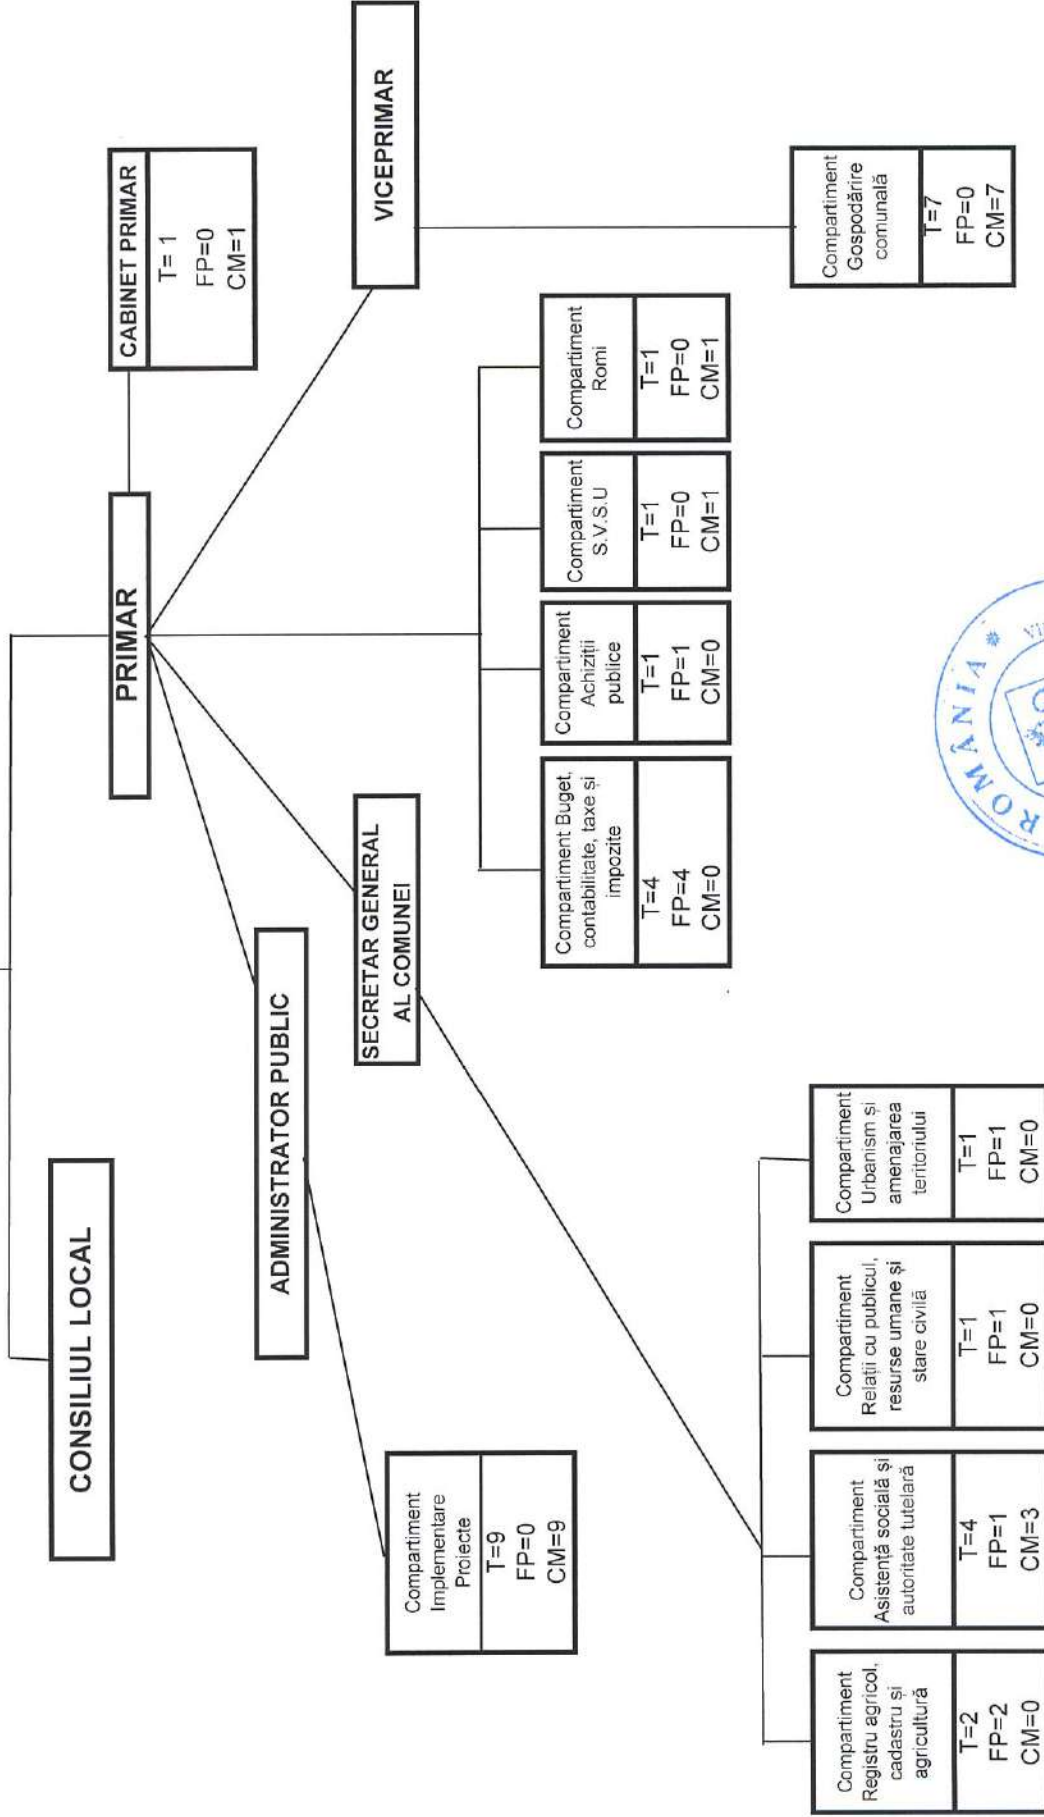 CONSILIUL LOCAL
PRIMAR
CABINET PRIMAR
T= 1
FP=0
CM=1
ADMINISTRATOR PUBLIC
SECRETAR GENERAL
AL COMUNEI
VICEPRIMAR
Compartiment
Implementare
Proiecte
T=9
FP=0
CM=9
Compartiment Buget,
contabilitate, taxe și
impozite
T=4
FP=4
CM=0
Compartiment
Achiziții
publice
T=1
FP=1
CM=0
Compartiment
S.V.S.U
T=1
FP=0
CM=1
Compartiment
Romi
T=1
FP=0
CM=1
Compartiment
Gospodărire
comunală
T=7
FP=0
CM=7
Compartiment
Registru agricol,
cadastru și
agricultură
T=2
FP=2
CM=0
Compartiment
Asistență socială și
autoritate tutelară
T=4
FP=1
CM=3
Compartiment
Relații cu publicul,
resurse umane și
stare civilă
T=1
FP=1
CM=0
Compartiment
Urbanism și
amenajarea
teritoriului
T=1
FP=1
CM=0
ROMÂNIA